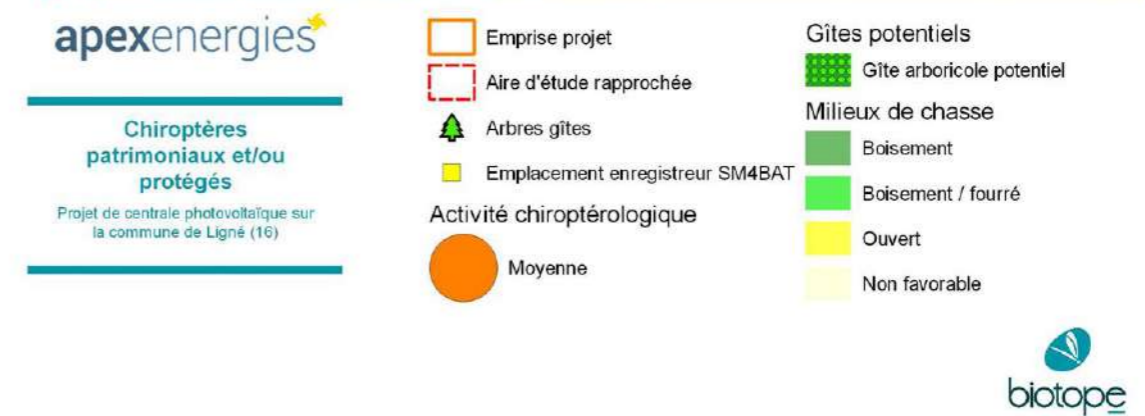 apexenergies
Chiroptères
patrimoniaux et/ou
protégés
Projet de centrale photovoltaïque sur
la commune de Ligné (16)
Emprise projet
Aire d'étude rapprochée
Arbres gîtes
Emplacement enregistreur SM4BAT
Activité chiroptérologique
Moyenne
Gîtes potentiels
Gîte arboricole potentiel
Milieux de chasse
Boisement
Boisement / fourré
Ouvert
Non favorable
biotope